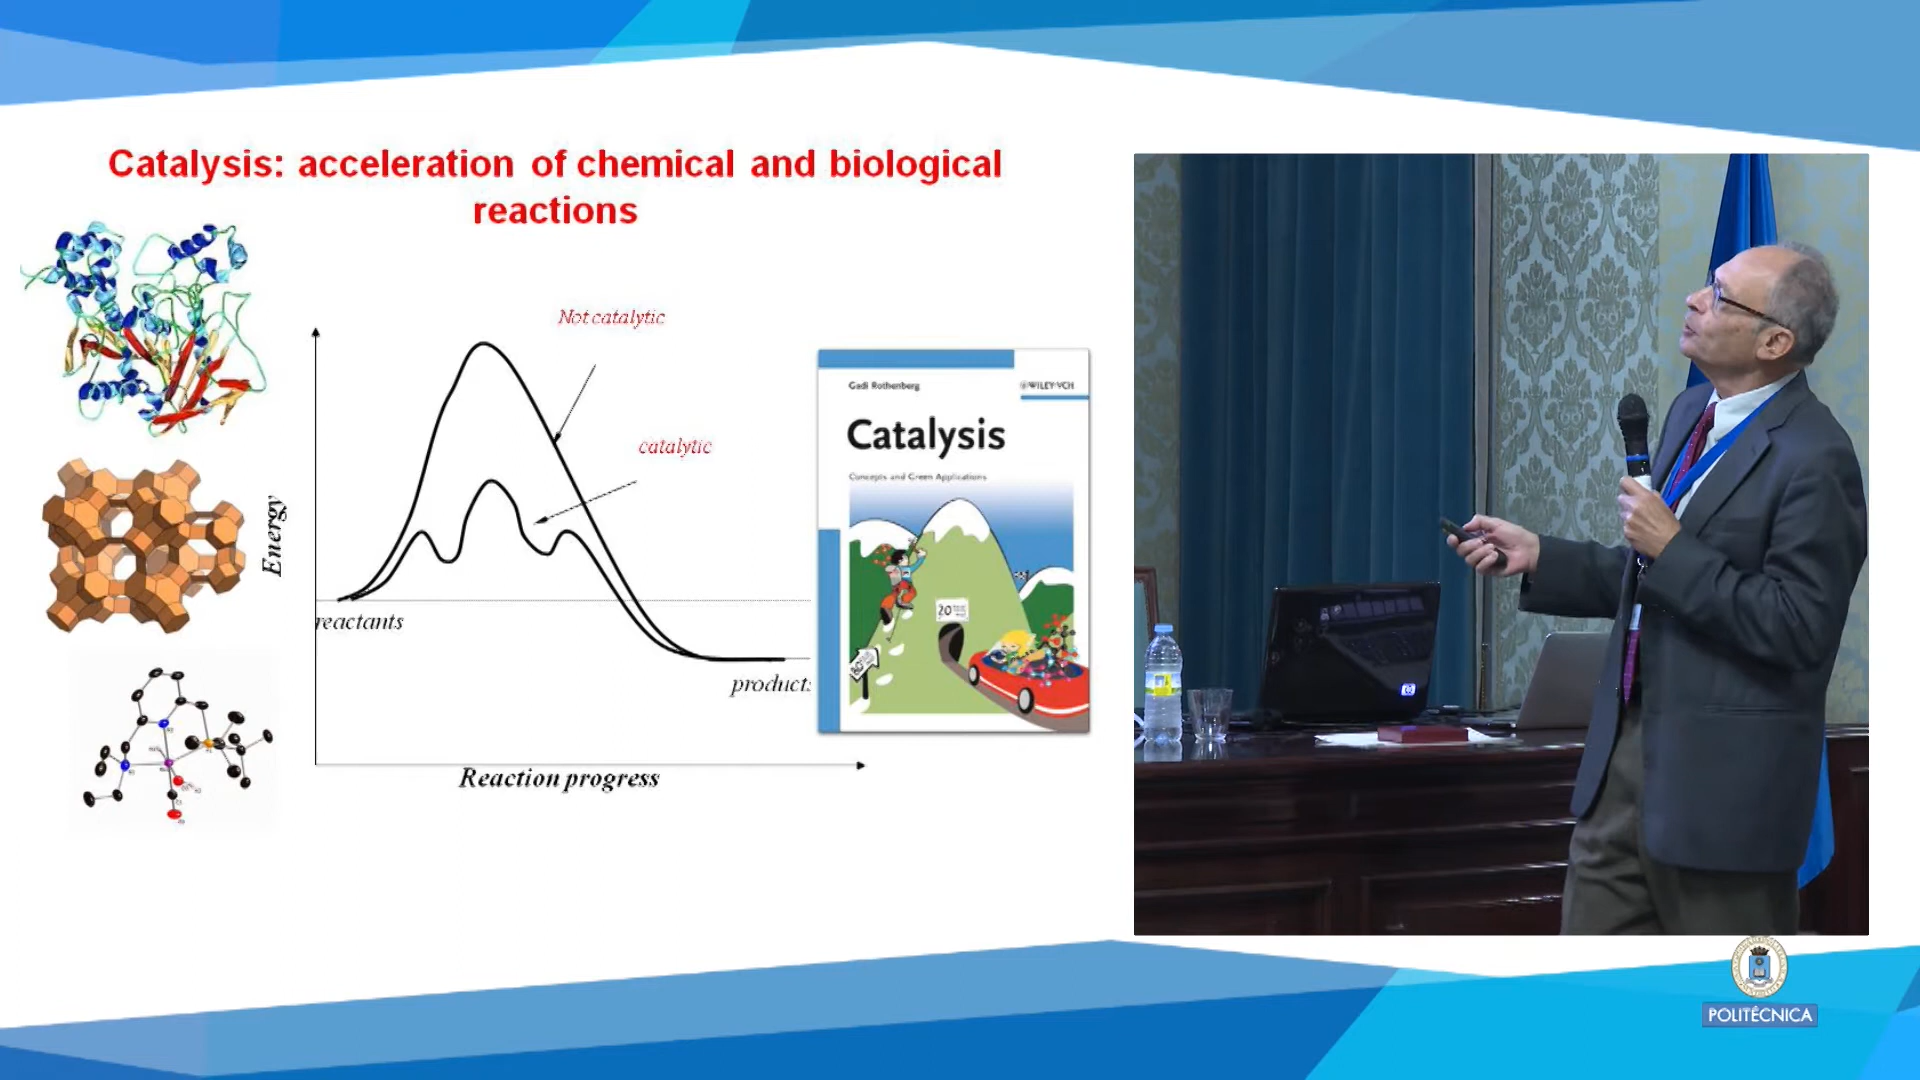 Catalysis: acceleration of chemical and biological
reactions
Not catalytic
catalytic
Energy
reactants
products
Reaction progress
Gadi Rothenberg
WILEY-VCH
Catalysis
Concepts and Green Applications
20
POLITÉCNICA